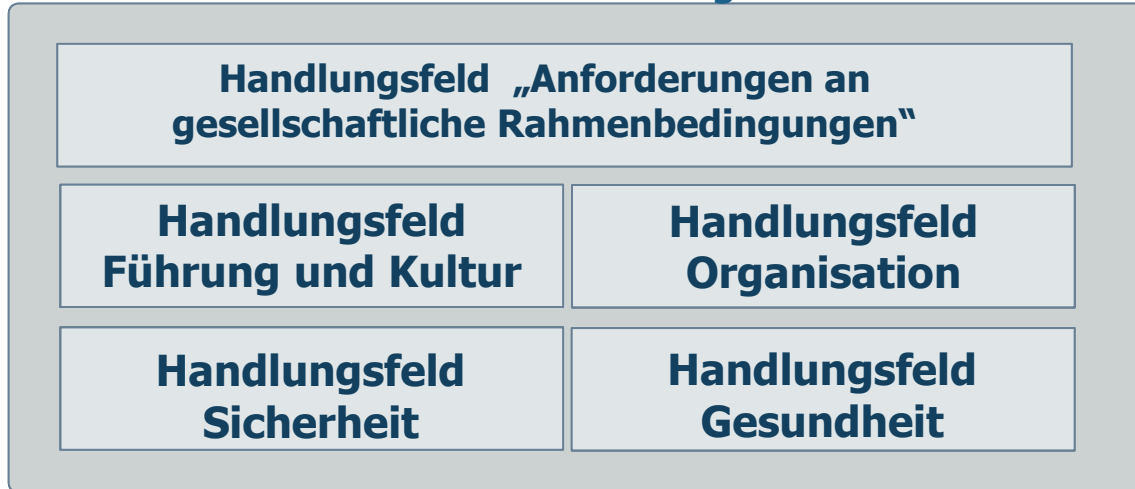 Handlungsfeld „Anforderungen an
gesellschaftliche Rahmenbedingungen“
Handlungsfeld
Führung und Kultur
Handlungsfeld
Organisation
Handlungsfeld
Sicherheit
Handlungsfeld
Gesundheit